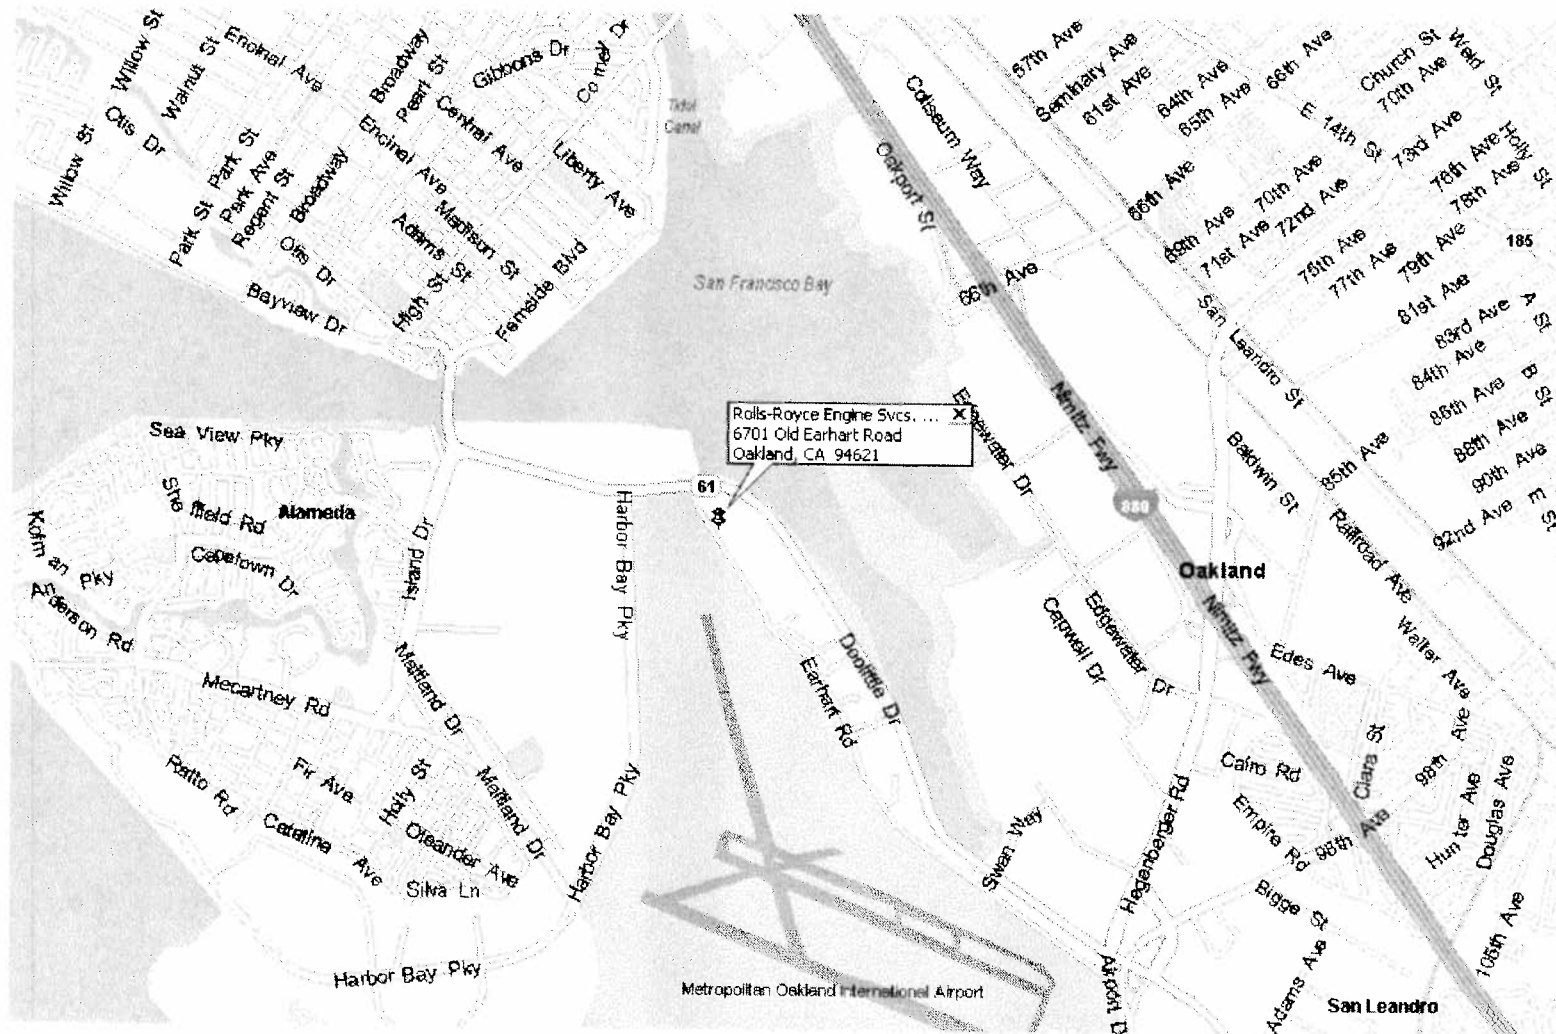 Willow St
Walnut St
Encinal Ave
Broadway
Pearl St
Gibbons Dr
Tidal
Canal
Otis Dr
Willow St
Park St
Park Ave
Regent St
Park St
Broadway
Central Ave
Encinal Ave
Liberty Ave
Madison St
Adams St
Otis Dr
High St
Fernside Blvd
Bayview Dr
San Francisco Bay
Coliseum Way
Oakport St
67th Ave
Seminary Ave
61st Ave
64th Ave
65th Ave
66th Ave
Church St
70th Ave
Weld St
E 14th St
73rd Ave
76th Ave
78th Ave
Holly St
66th Ave
69th Ave
70th Ave
71st Ave
72nd Ave
75th Ave
77th Ave
79th Ave
185
81st Ave
83rd Ave
84th Ave
86th Ave
88th Ave
90th Ave
92nd Ave
A St
B St
E St
66th Ave
San Leandro St
85th Ave
Baldwin St
Railroad Ave
Nimitz Fwy
880
Rolls-Royce Engine Svcs. ... X
6701 Old Earhart Road
Oakland, CA 94621
Edgewater Dr
61
Sea View Pky
Sheffield Rd
Alameda
Capetown Dr
Kofman Pky
Anderson Rd
Island Dr
Harbor Bay Pky
Oakland
Nimitz Fwy
Edgewater Dr
Capwell Dr
Edes Ave
Walter Ave
Doolittle Dr
Earhart Rd
Mecartney Rd
Maitland Dr
Ratto Rd
Fir Ave
Holly St
Maitland Dr
Catalina Ave
Oleander Ave
Silva Ln
Harbor Bay Pky
Harbor Bay Pky
Swan Way
Hegenberger Rd
Cairo Rd
Empire Rd
Clara St
98th Ave
98th Ave
Hunter Ave
Douglas Ave
Bigge St
105th Ave
Adams Ave
Airport D
Metropolitan Oakland International Airport
San Leandro